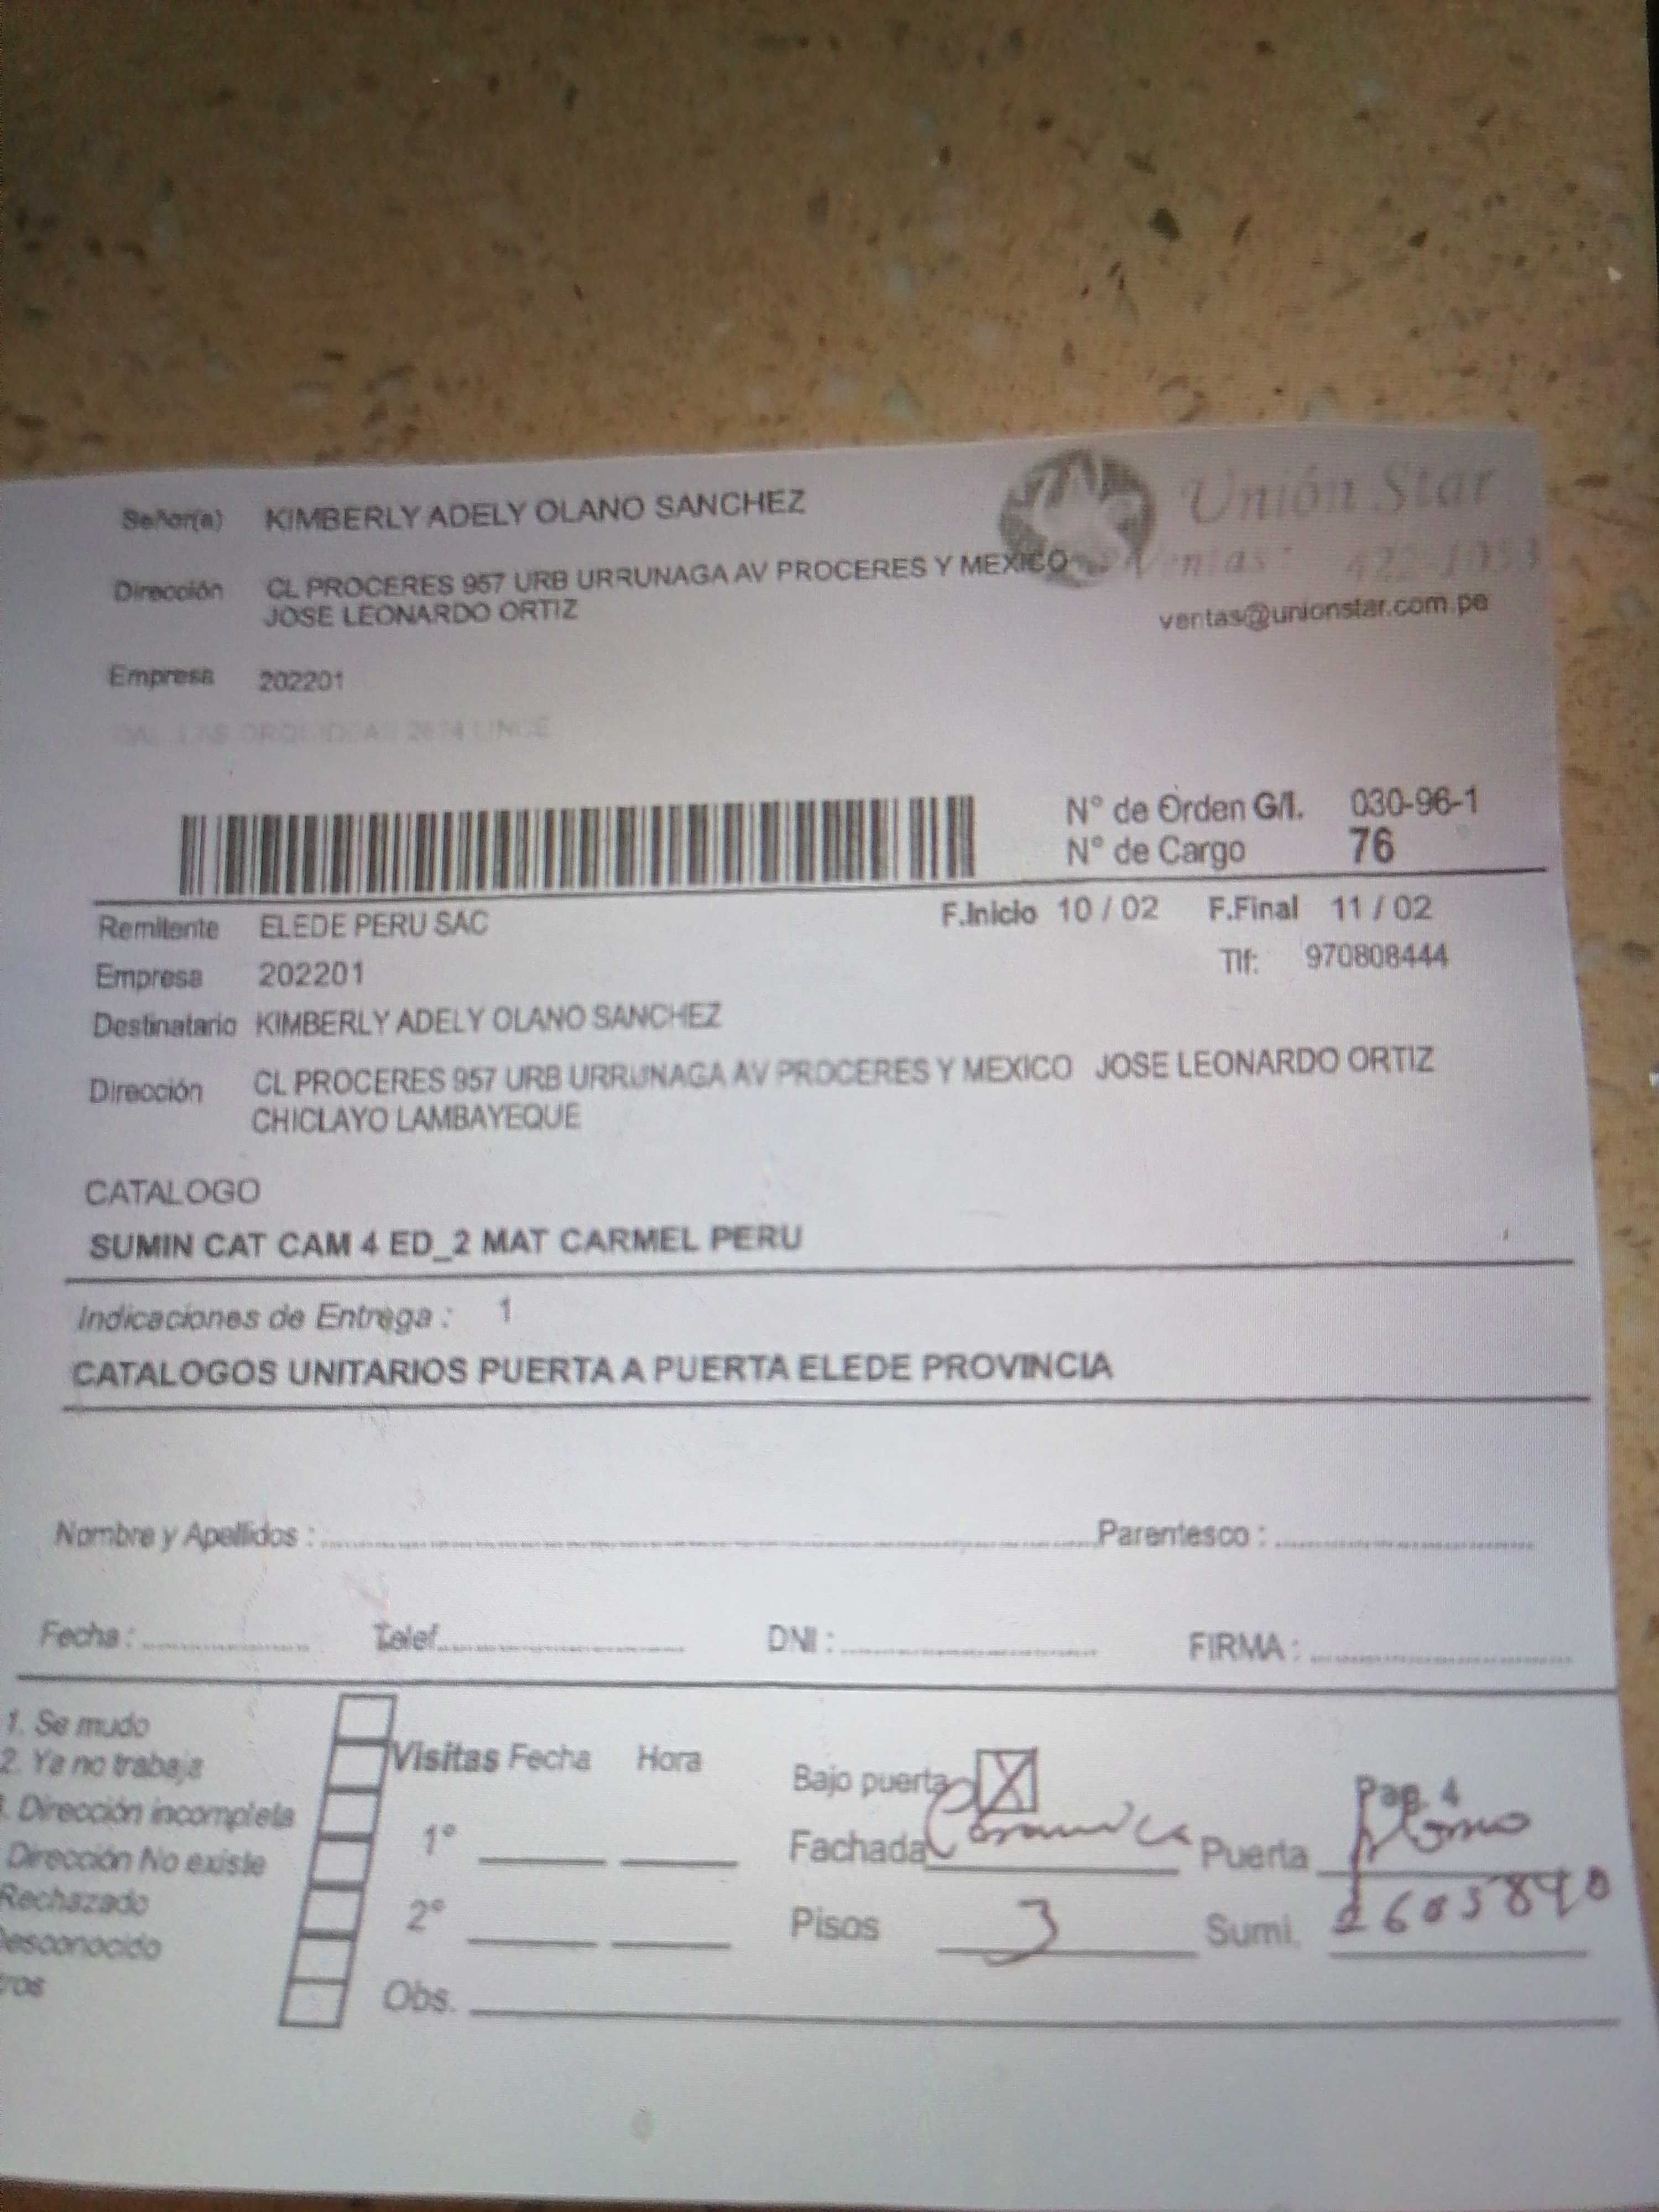 Señor(a) KIMBERLY ADELY OLANO SANCHEZ
Unión Star
Dirección CL PROCERES 957 URB URRUNAGA AV PROCERES Y MEXICO
JOSE LEONARDO ORTIZ
Ventas
ventas@unionstar.com.pe
Empresa 202201
N° de Orden G/I. 030-96-1
N° de Cargo 76
Remitente ELEDE PERU SAC F.Inicio 10 / 02 F.Final 11 / 02
Empresa 202201 Tlf: 970808444
Destinatario KIMBERLY ADELY OLANO SANCHEZ
Dirección CL PROCERES 957 URB URRUNAGA AV PROCERES Y MEXICO JOSE LEONARDO ORTIZ
CHICLAYO LAMBAYEQUE
CATALOGO
SUMIN CAT CAM 4 ED_2 MAT CARMEL PERU
Indicaciones de Entrega : 1
CATALOGOS UNITARIOS PUERTA A PUERTA ELEDE PROVINCIA
Nombre y Apellidos : Parentesco :
Fecha : Telef. DNI : FIRMA :
1. Se mudo
2. Ya no trabaja
. Dirección incompleta
Dirección No existe
Rechazado
esconocido
ros
Visitas Fecha Hora
1°
2°
Obs.
Bajo puerta X Pag. 4
Fachada Puerta
Pisos 3 Sumi.